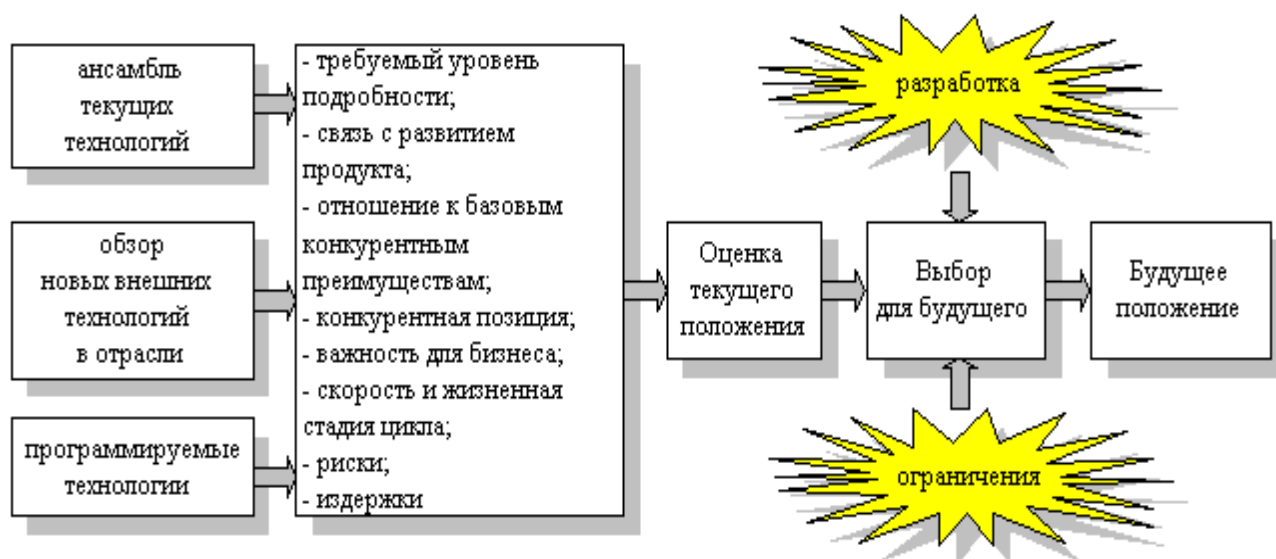 ансамбль
текущих
технологий
обзор
новых внешних
технологий
в отрасли
программируемые
технологии
- требуемый уровень
подробности;
- связь с развитием
продукта;
- отношение к базовым
конкурентным
преимуществам;
- конкурентная позиция;
- важность для бизнеса;
- скорость и жизненная
стадия цикла;
- риски;
- издержки
Оценка
текущего
положения
разработка
Выбор
для будущего
ограничения
Будущее
положение